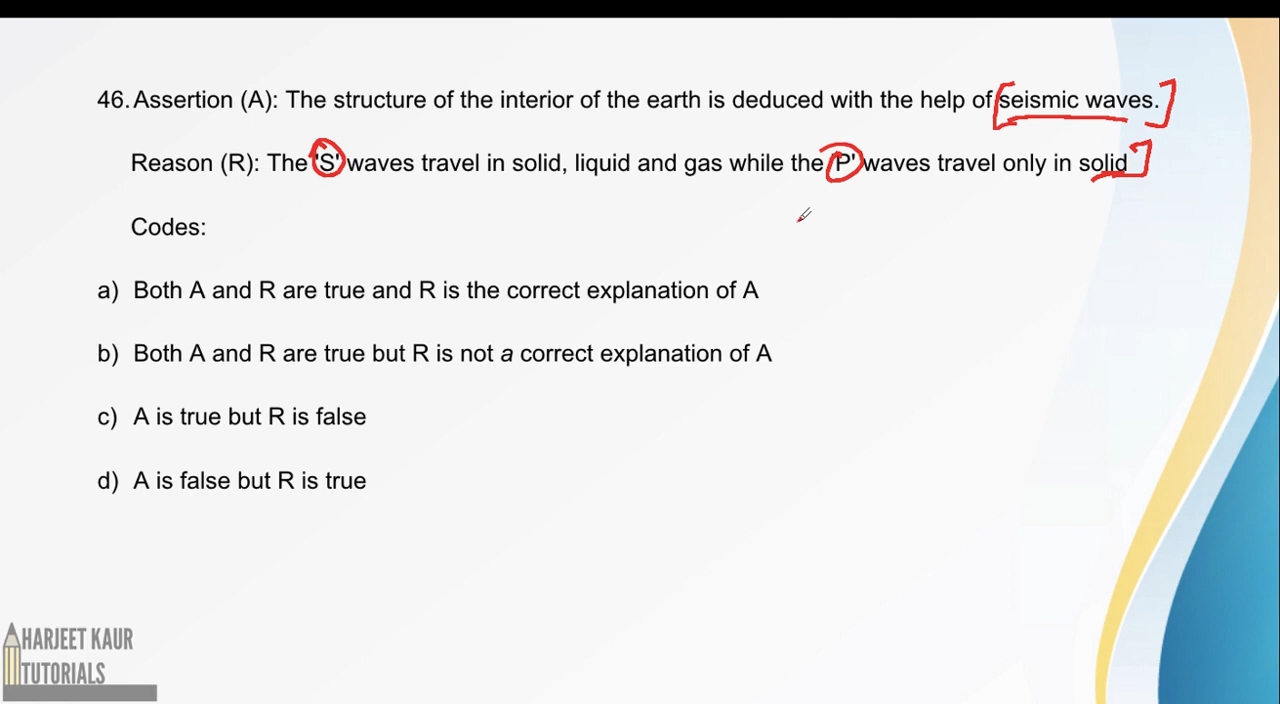 46. Assertion (A): The structure of the interior of the earth is deduced with the help of seismic waves.
Reason (R): The 'S' waves travel in solid, liquid and gas while the 'P' waves travel only in solid
Codes:
a) Both A and R are true and R is the correct explanation of A
b) Both A and R are true but R is not a correct explanation of A
c) A is true but R is false
d) A is false but R is true
HARJEET KAUR
TUTORIALS